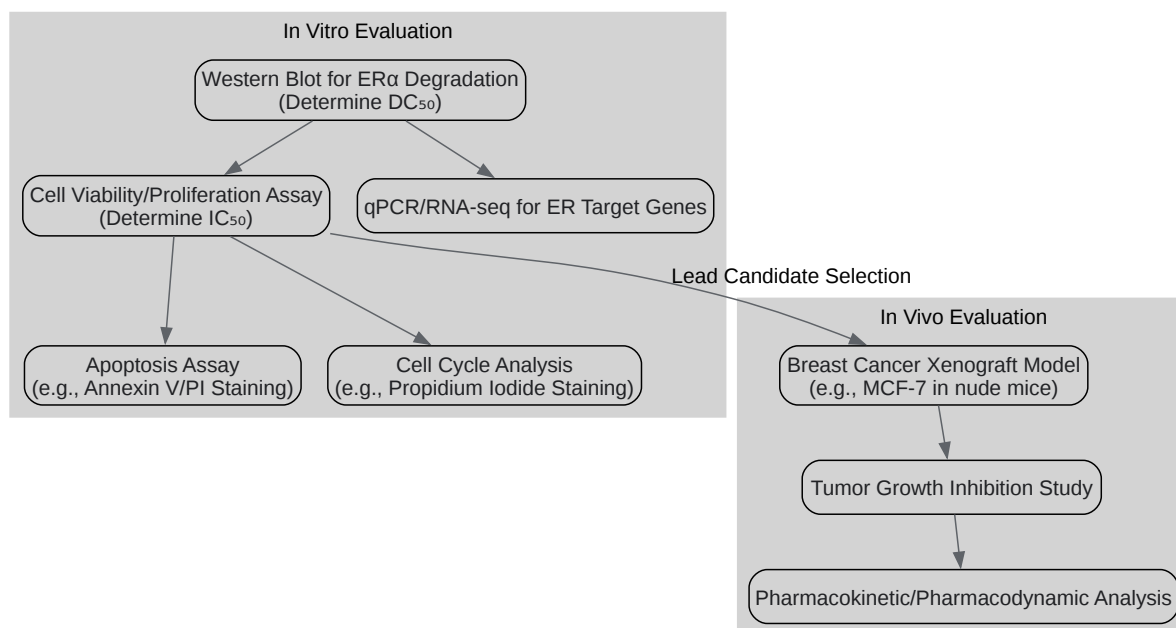 In Vitro Evaluation
Western Blot for ERα Degradation
(Determine DC₅₀)
Cell Viability/Proliferation Assay
(Determine IC₅₀)
qPCR/RNA-seq for ER Target Genes
Lead Candidate Selection
Apoptosis Assay
(e.g., Annexin V/PI Staining)
Cell Cycle Analysis
(e.g., Propidium Iodide Staining)
In Vivo Evaluation
Breast Cancer Xenograft Model
(e.g., MCF-7 in nude mice)
Tumor Growth Inhibition Study
Pharmacokinetic/Pharmacodynamic Analysis